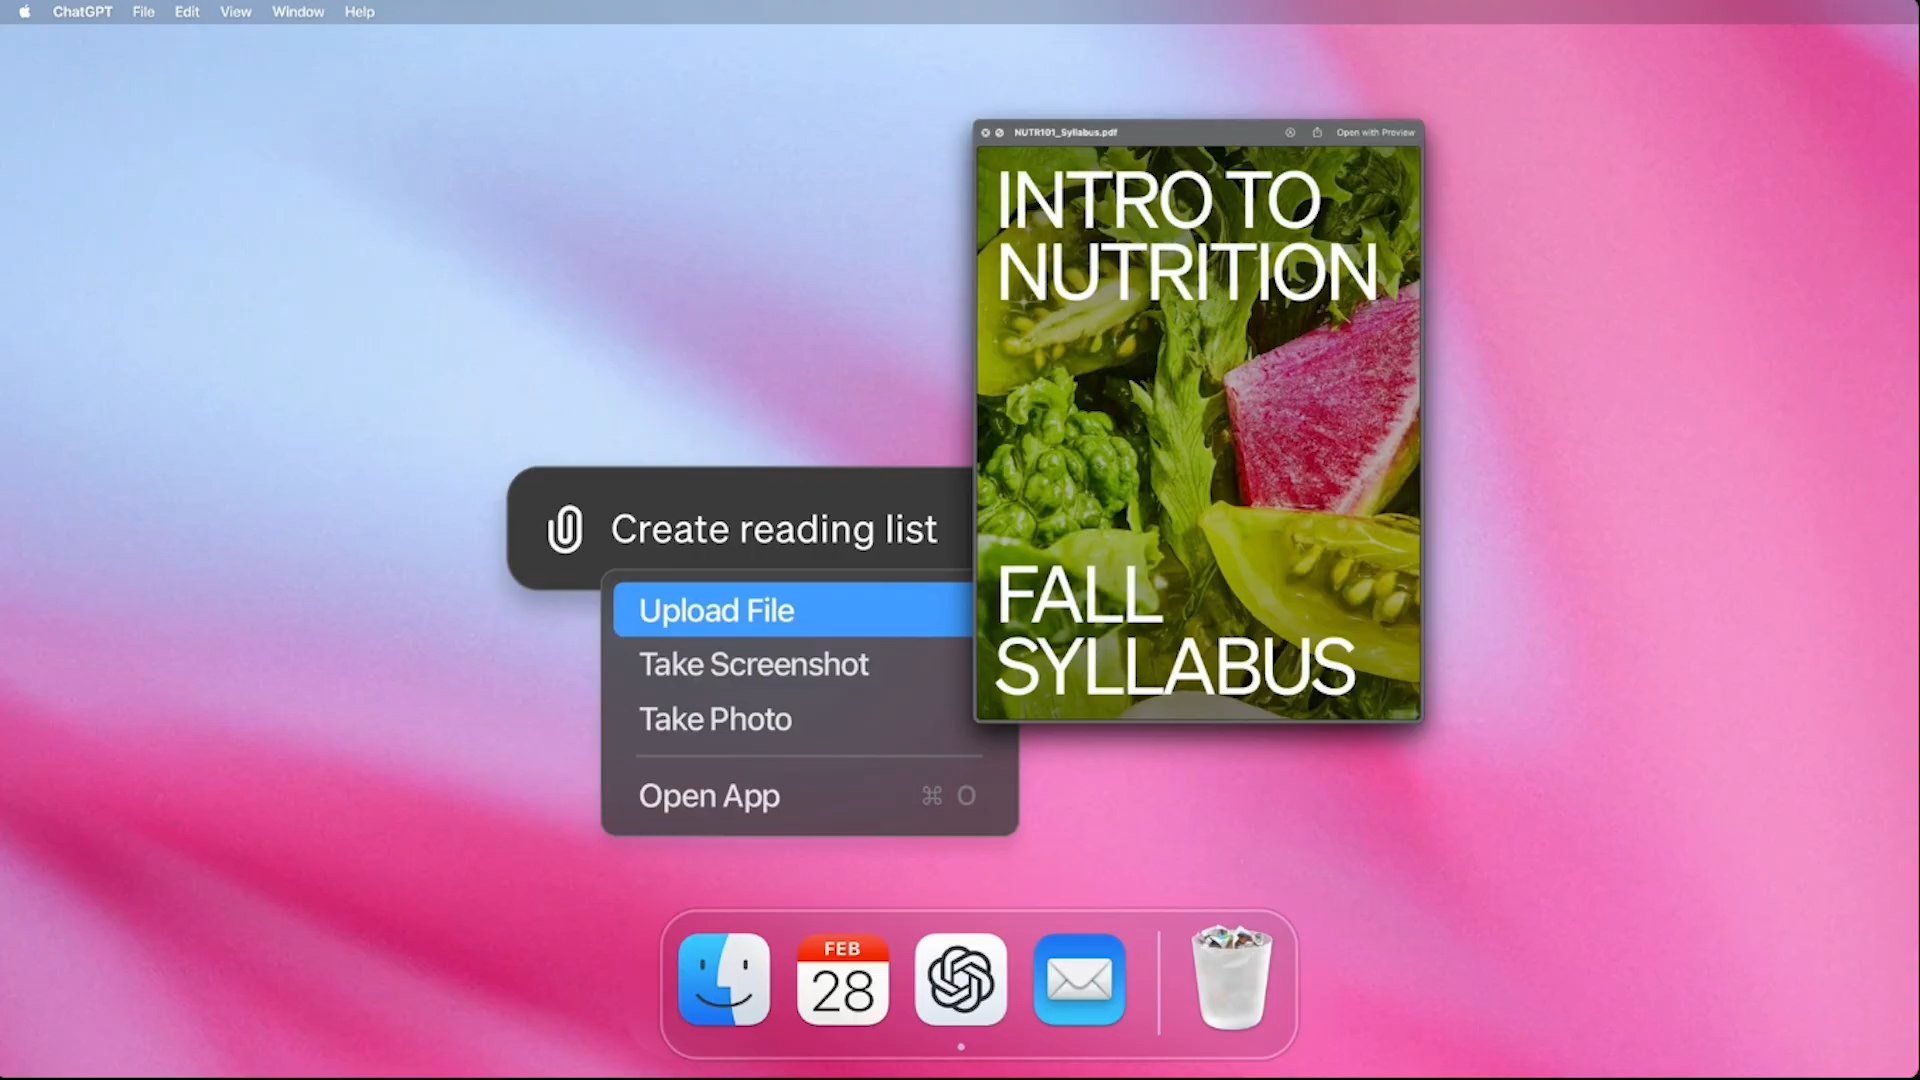 ChatGPT File Edit View Window Help
NUTR101_Syllabus.pdf Open with Preview
INTRO TO
NUTRITION
FALL
SYLLABUS
Create reading list
Upload File
Take Screenshot
Take Photo
Open App ⌘ O
FEB
28